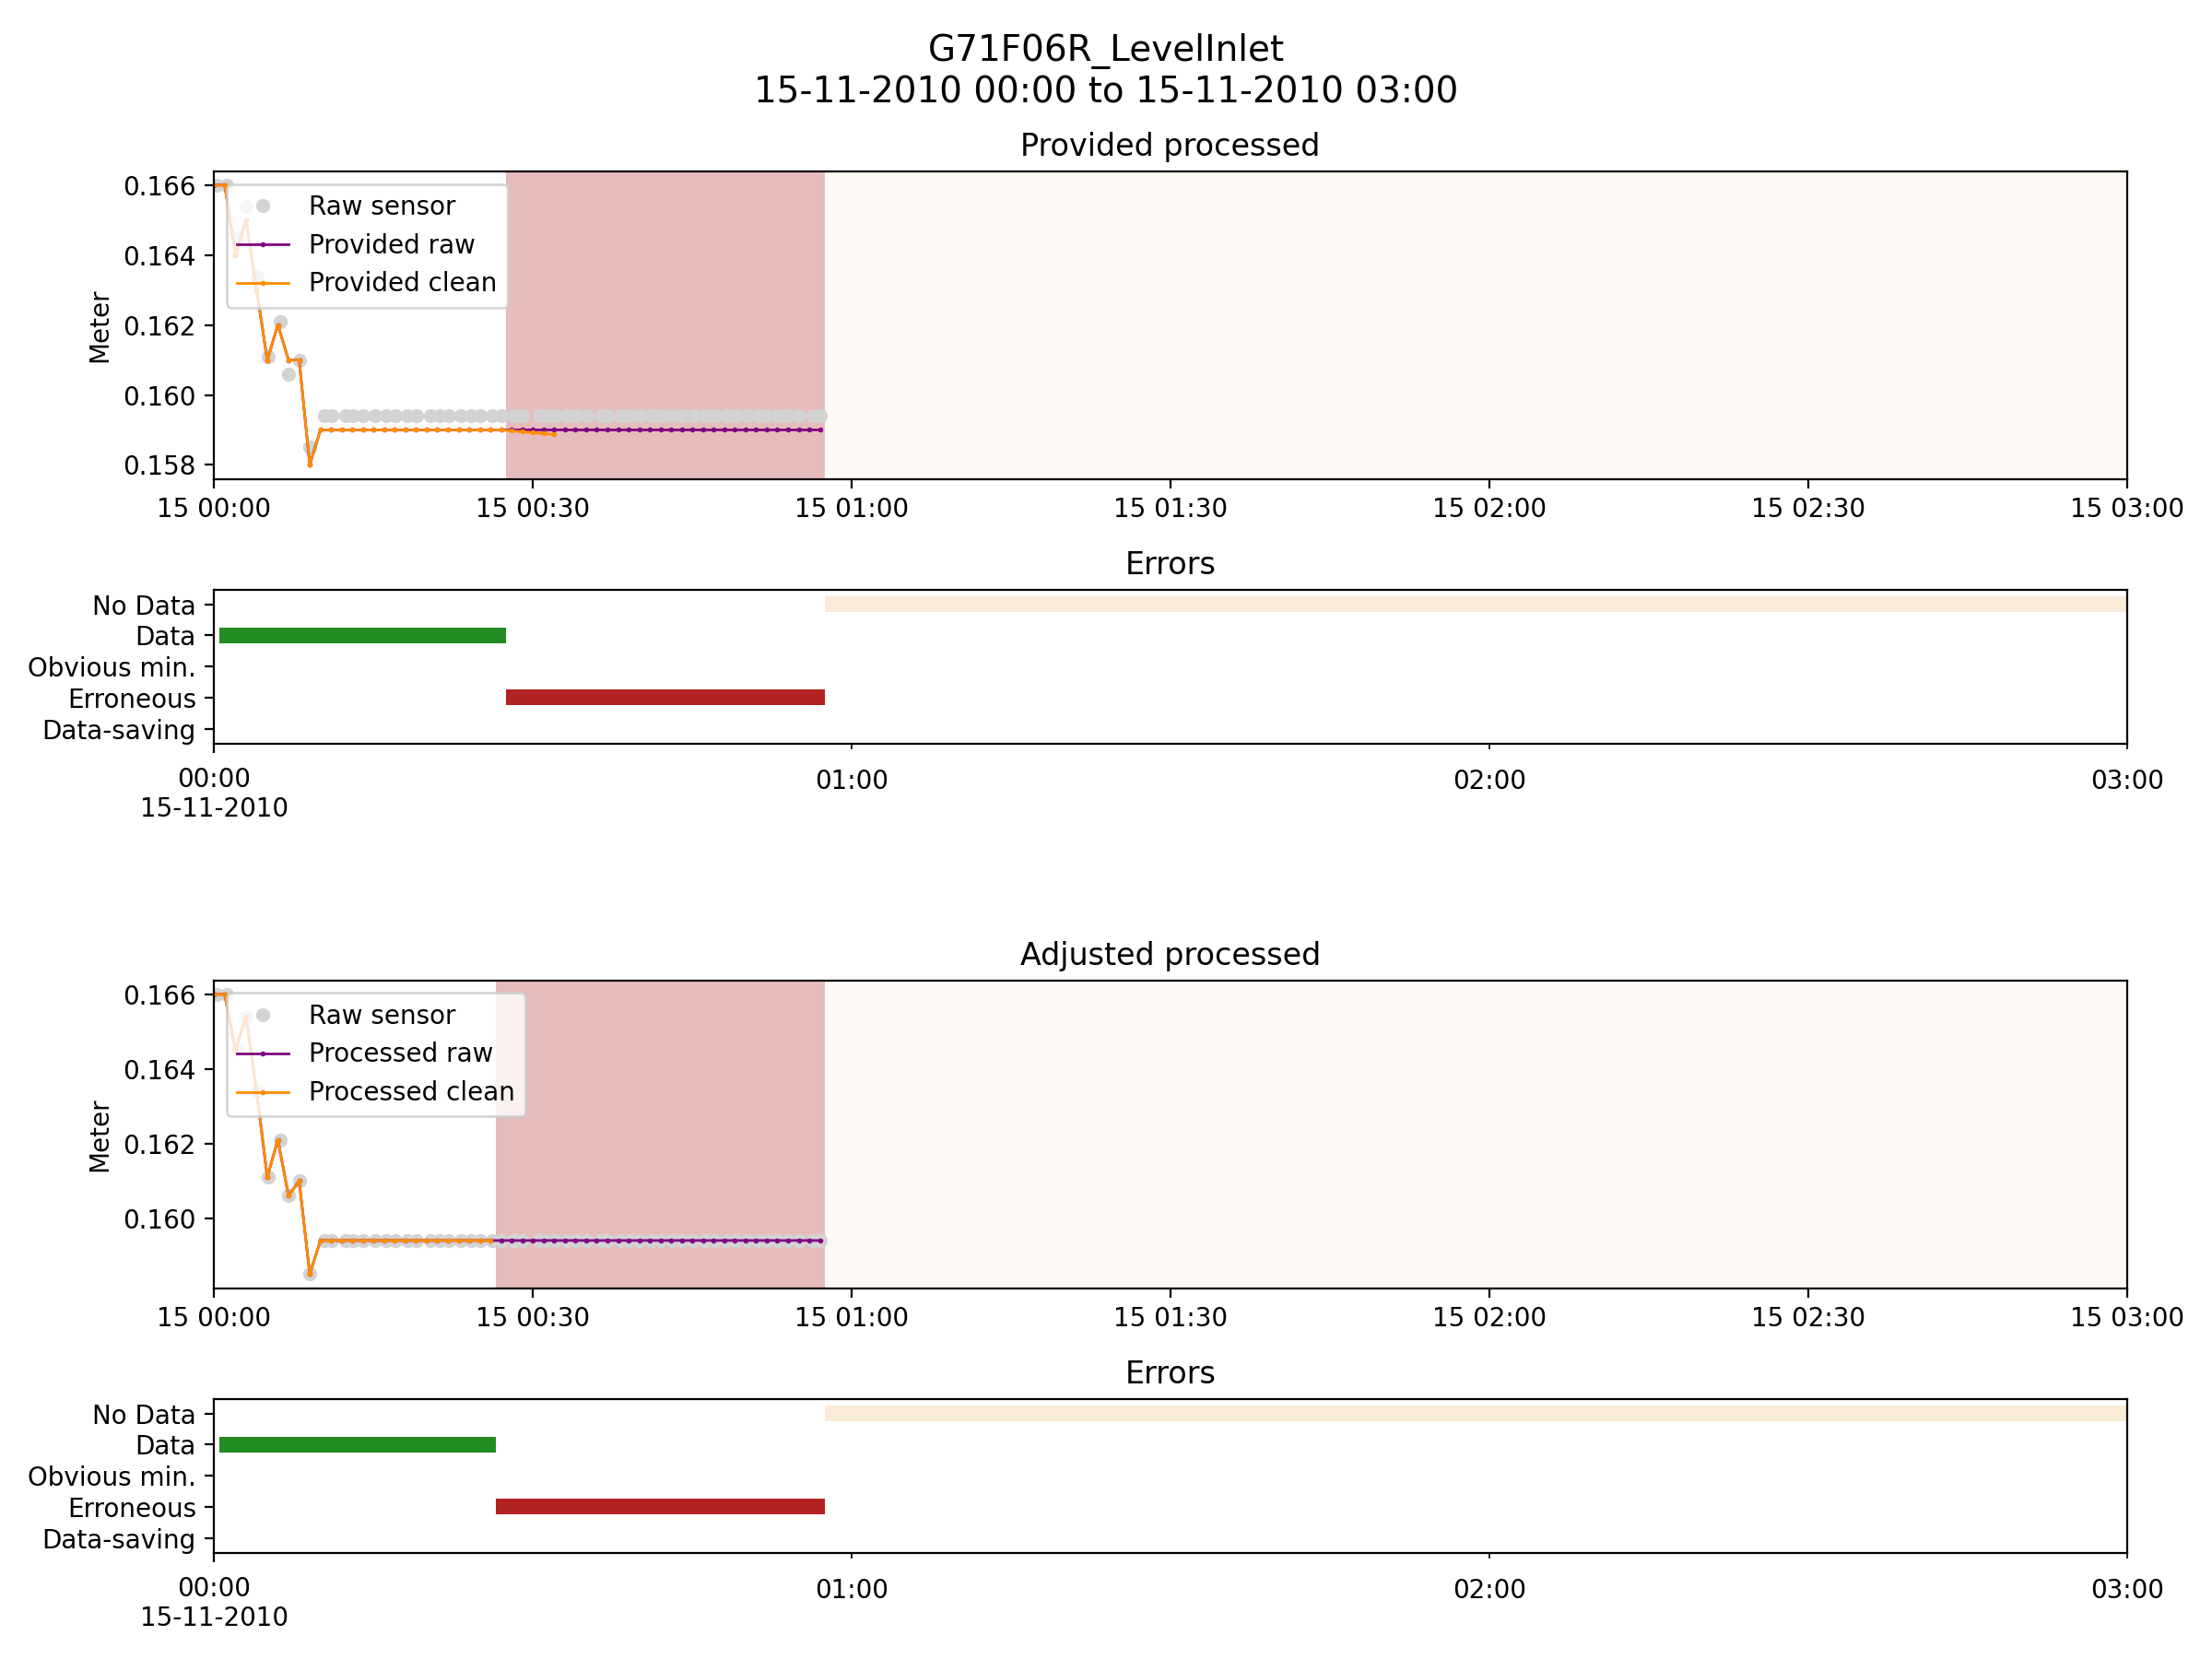 G71F06R_LevelInlet
15-11-2010 00:00 to 15-11-2010 03:00
Provided processed
Meter
0.166
0.164
0.162
0.160
0.158
Raw sensor
Provided raw
Provided clean
15 00:00 15 00:30 15 01:00 15 01:30 15 02:00 15 02:30 15 03:00
Errors
No Data
Data
Obvious min.
Erroneous
Data-saving
00:00 01:00 02:00 03:00
15-11-2010
Adjusted processed
Meter
0.166
0.164
0.162
0.160
Raw sensor
Processed raw
Processed clean
15 00:00 15 00:30 15 01:00 15 01:30 15 02:00 15 02:30 15 03:00
Errors
No Data
Data
Obvious min.
Erroneous
Data-saving
00:00 01:00 02:00 03:00
15-11-2010